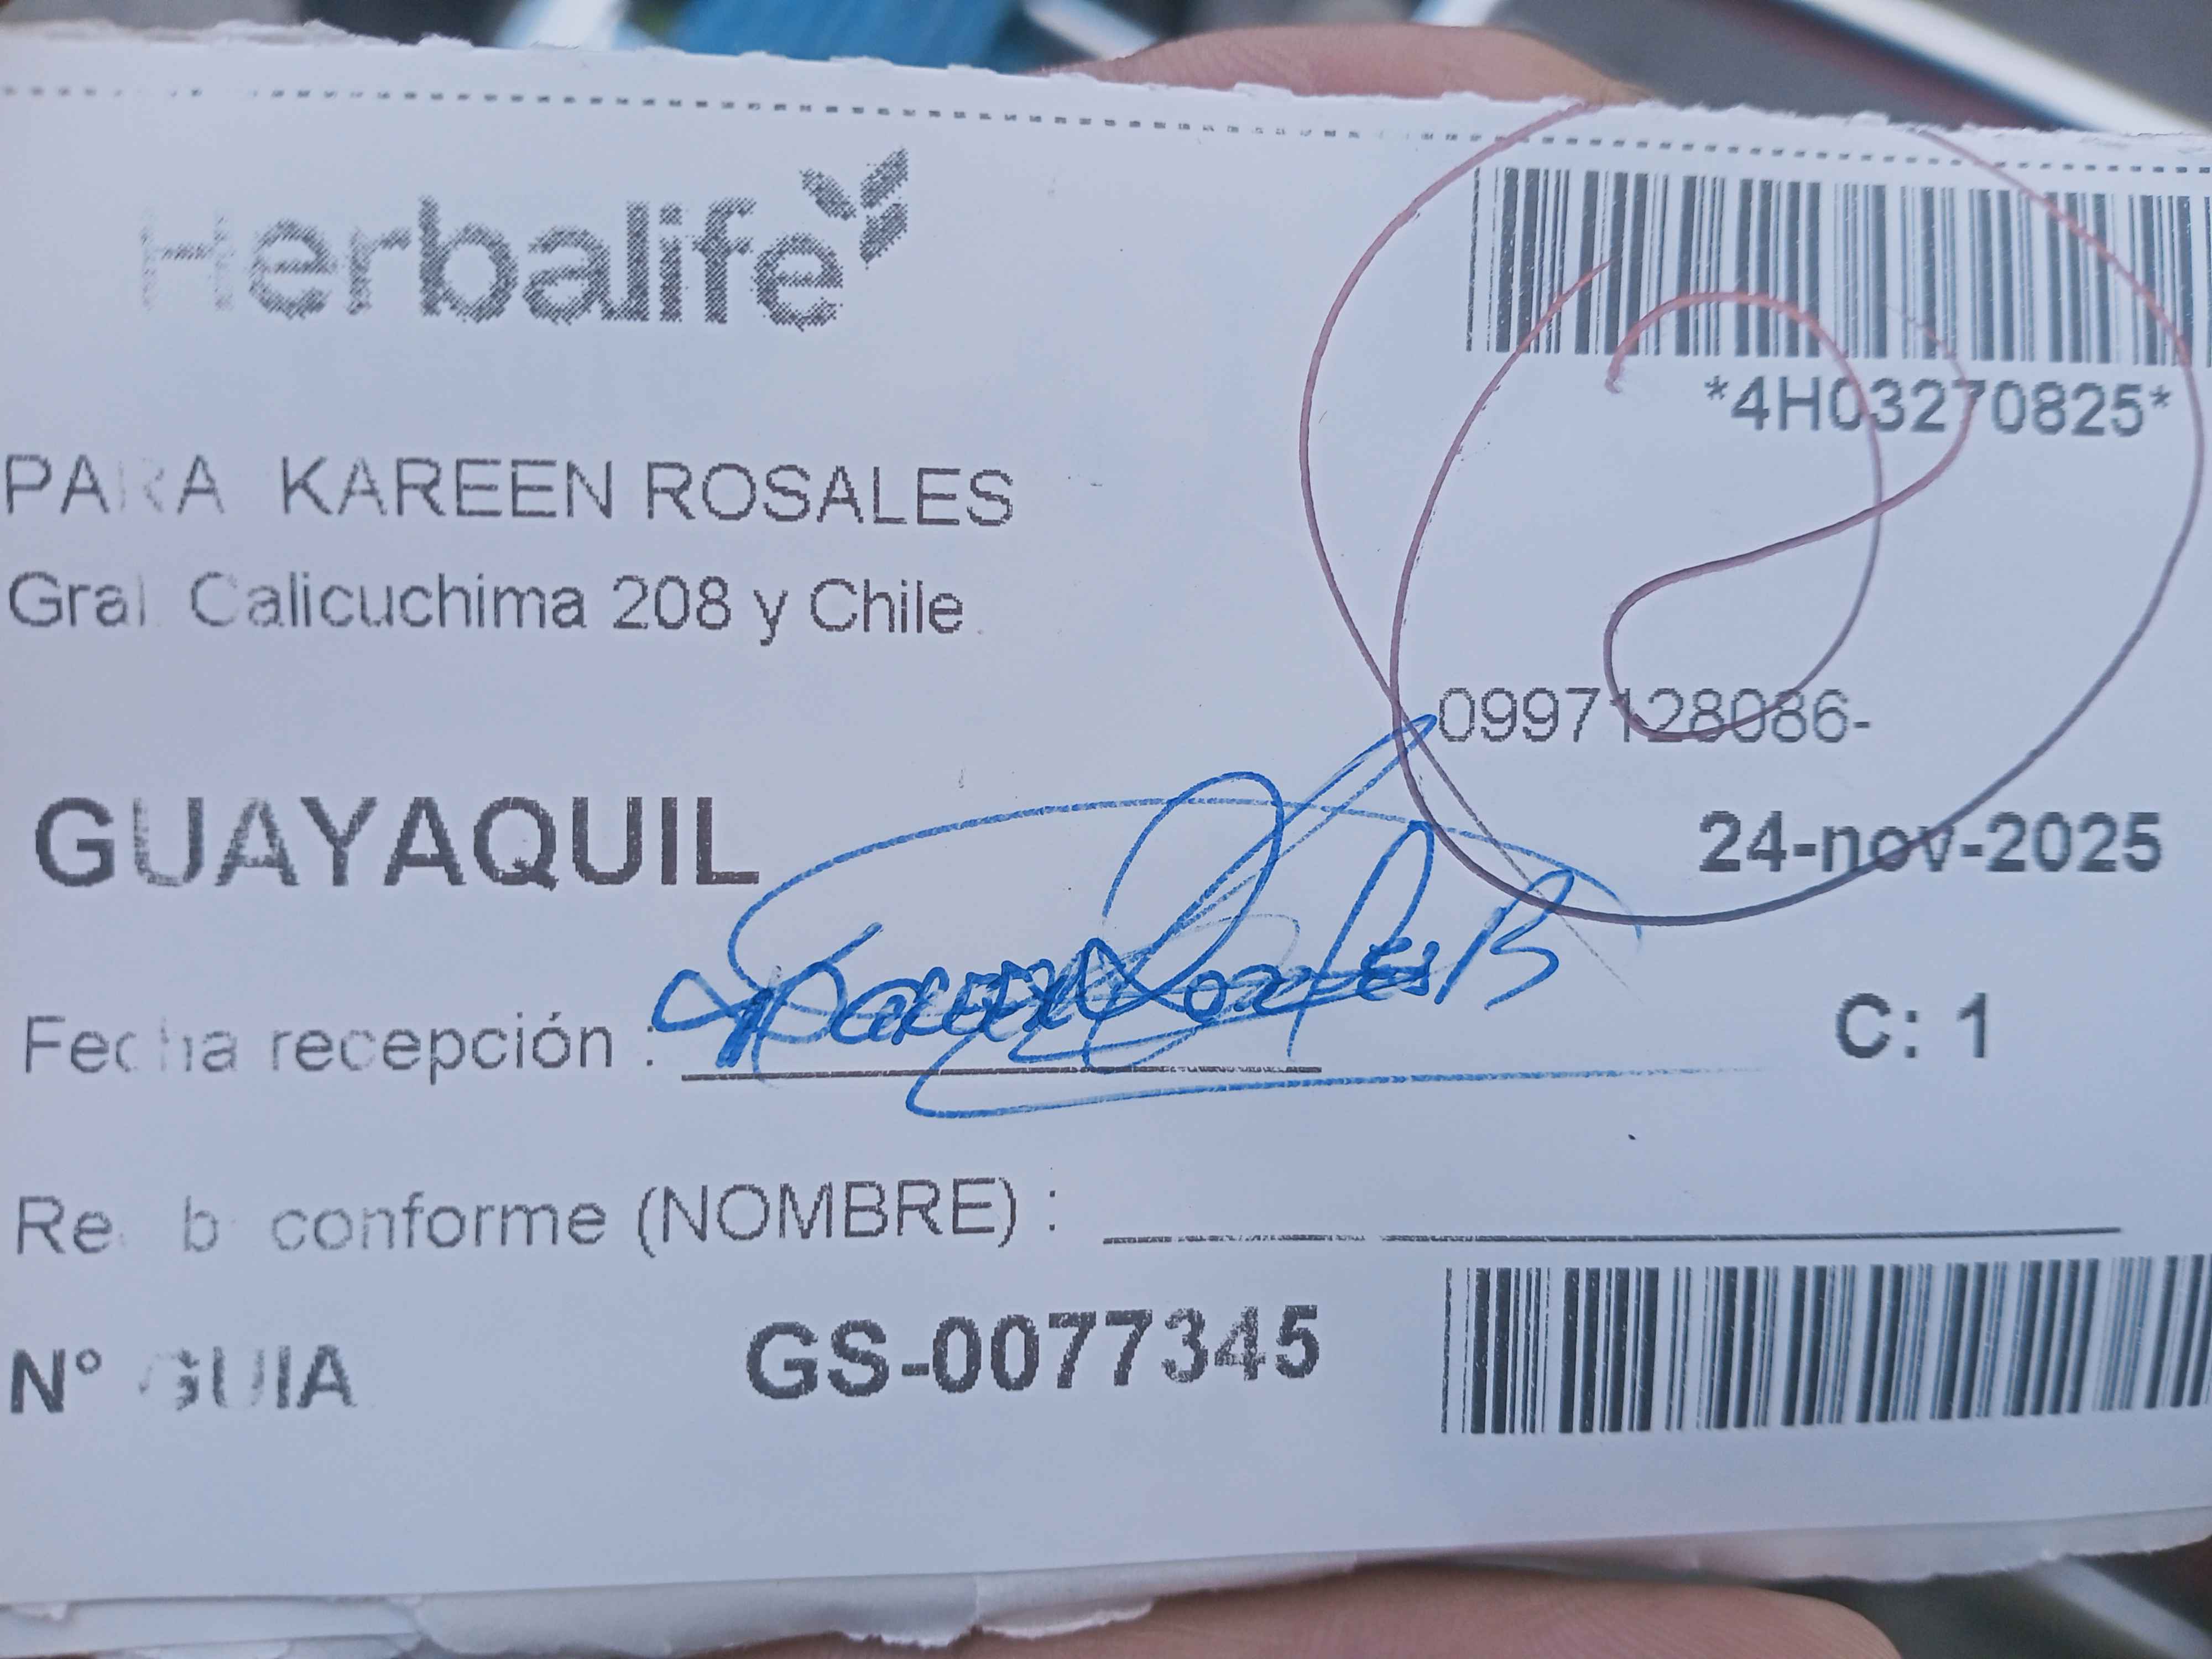 Herbalife
*4H03270825*
PARA KAREEN ROSALES
Gral. Calicuchima 208 y Chile
0997128086-
GUAYAQUIL
24-nov-2025
Fecha recepción :
C: 1
conforme (NOMBRE) :
N° GUIA GS-0077345